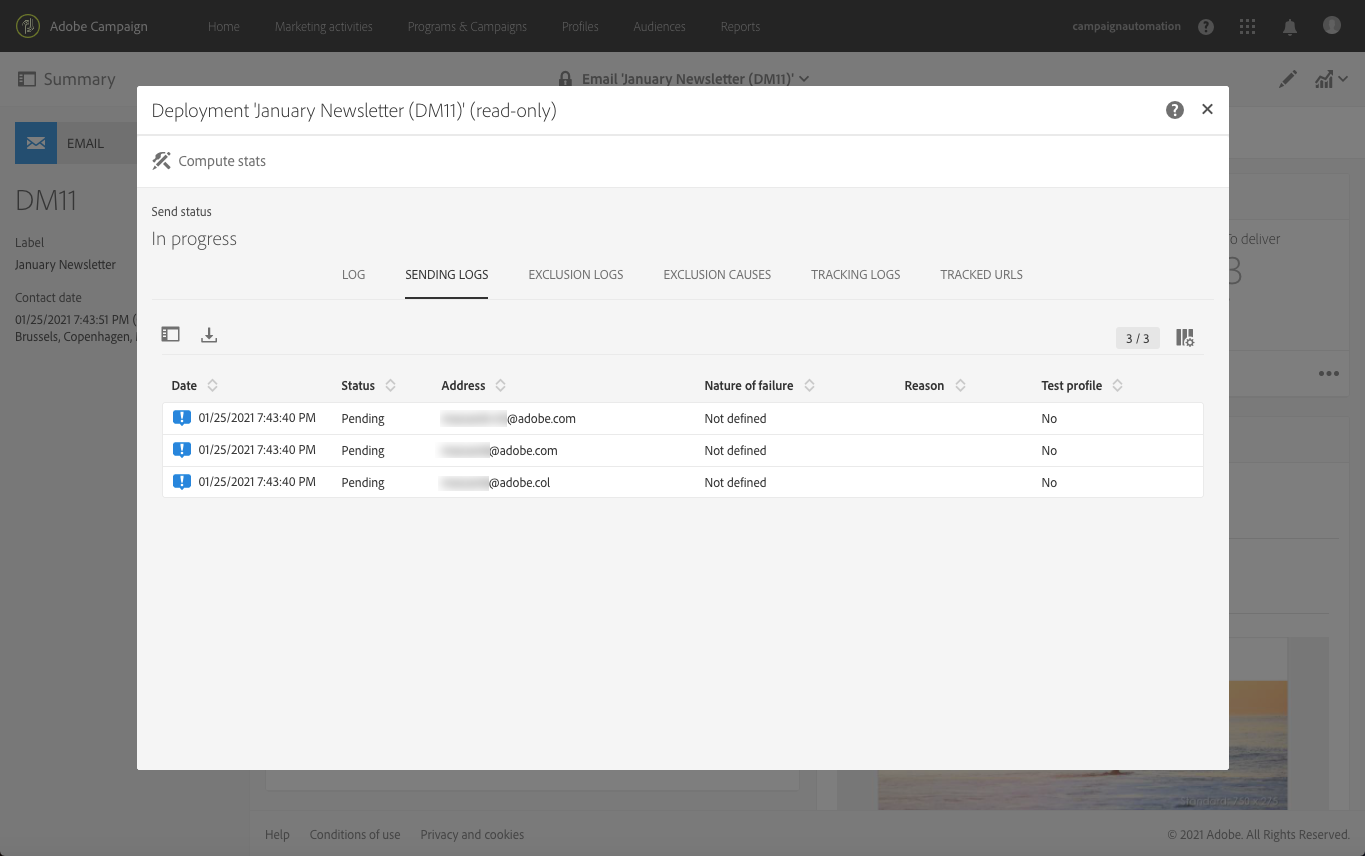 Adobe Campaign Home Marketing activities Programs & Campaigns Profiles Audiences Reports campaignautomation
Summary Email 'January Newsletter (DM11)'
Deployment 'January Newsletter (DM11)' (read-only)
EMAIL
Compute stats
DM11
Send status
In progress
To deliver
Label
January Newsletter
LOG SENDING LOGS EXCLUSION LOGS EXCLUSION CAUSES TRACKING LOGS TRACKED URLS
3
Contact date
01/25/2021 7:43:51 PM (
Brussels, Copenhagen,
3 / 3
Date Status Address Nature of failure Reason Test profile
01/25/2021 7:43:40 PM Pending @adobe.com Not defined No
01/25/2021 7:43:40 PM Pending @adobe.com Not defined No
01/25/2021 7:43:40 PM Pending @adobe.col Not defined No
Help Conditions of use Privacy and cookies © 2021 Adobe. All Rights Reserved.